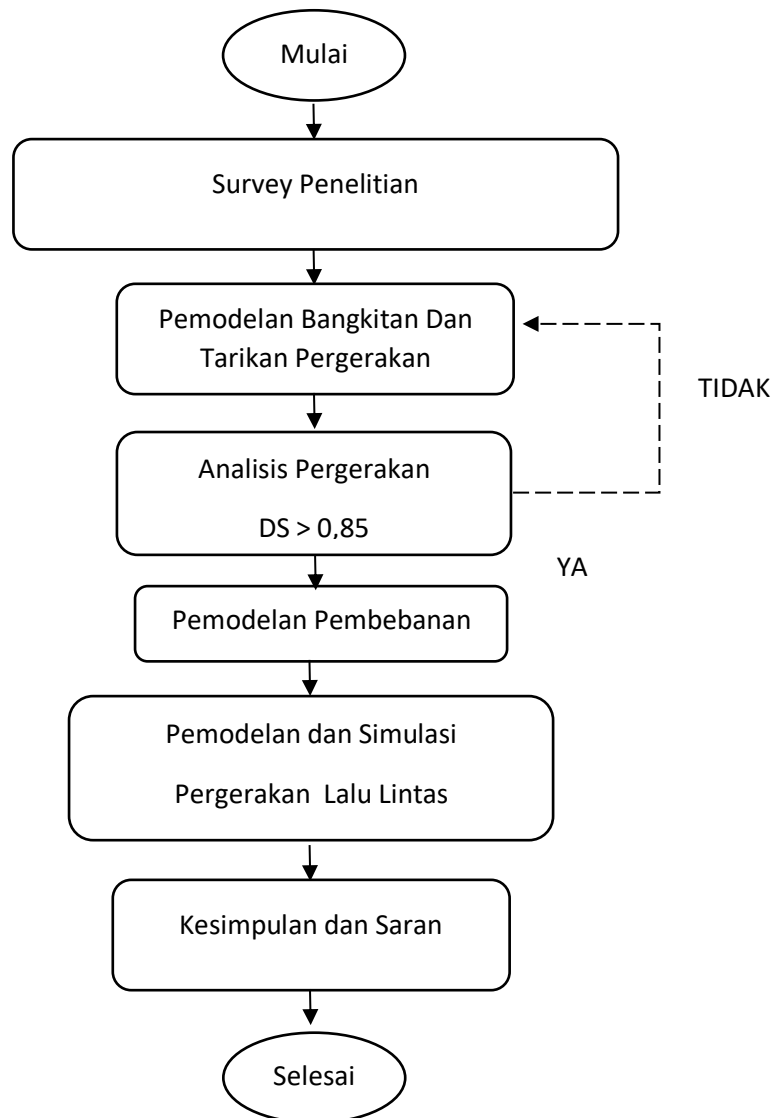 Mulai
Survey Penelitian
Pemodelan Bangkitan Dan
Tarikan Pergerakan
TIDAK
Analisis Pergerakan
DS > 0,85
YA
Pemodelan Pembebanan
Pemodelan dan Simulasi
Pergerakan Lalu Lintas
Kesimpulan dan Saran
Selesai